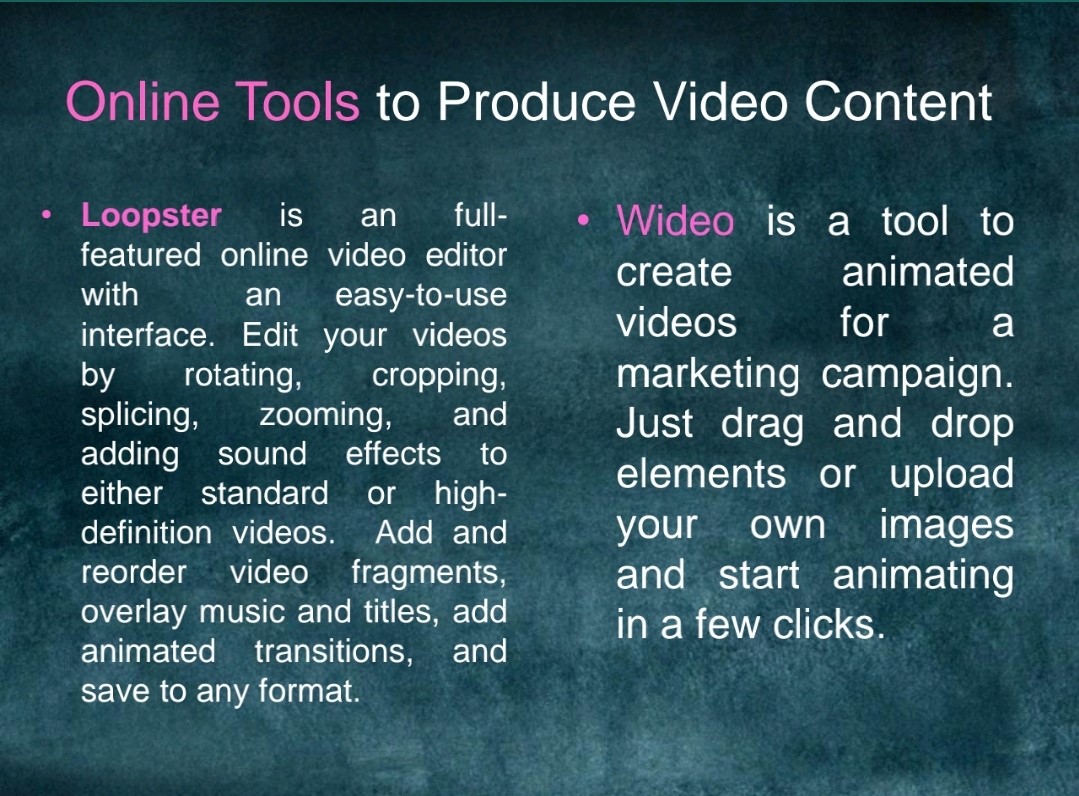 Online Tools to Produce Video Content
• Loopster is an full-
featured online video editor
with an easy-to-use
interface. Edit your videos
by rotating, cropping,
splicing, zooming, and
adding sound effects to
either standard or high-
definition videos. Add and
reorder video fragments,
overlay music and titles, add
animated transitions, and
save to any format.
• Wideo is a tool to
create animated
videos for a
marketing campaign.
Just drag and drop
elements or upload
your own images
and start animating
in a few clicks.